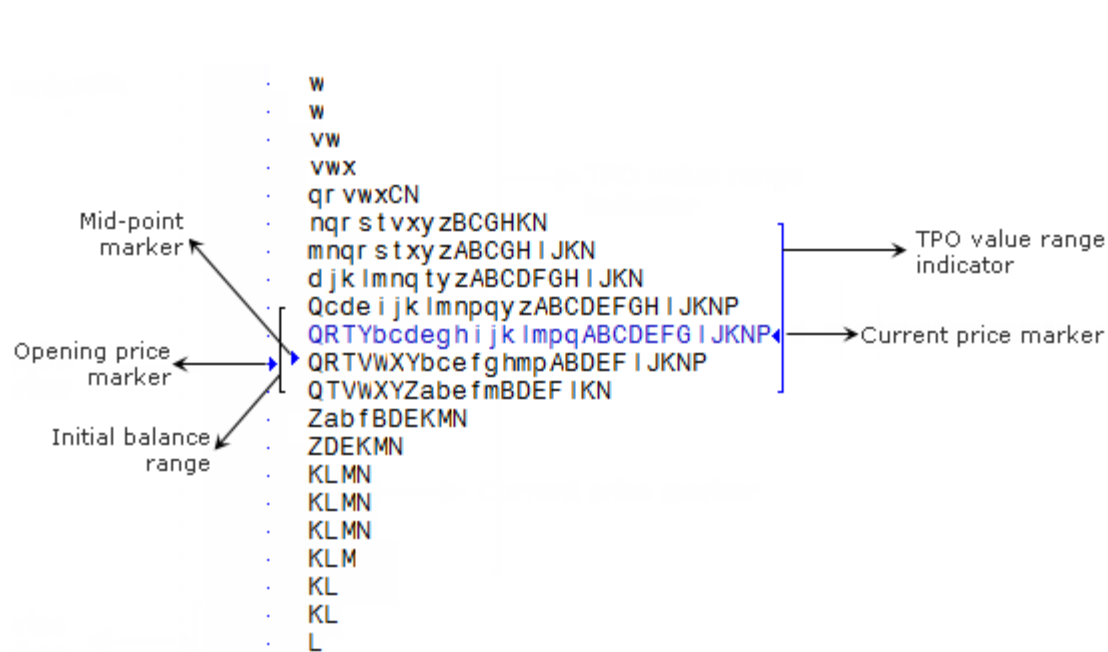 w
w
vw
vwx
qrvwxCN
nqrstvxyzBCGHKN
mnqrstxyzABCGHIJKN
djklmnqtyzABCDFGHIJKN
QcdeijklmnpqyzABCDEFGHIJKNP
QRTYbcdeghijklmpqABCDEFGIJKNP
QRTVWXYbcefghmpABDEFIJKNP
QTVWXYZabefmBDEFIKN
ZabfBDEKMN
ZDEKMN
KLMN
KLMN
KLMN
KLM
KL
KL
L
Mid-point
marker
Opening price
marker
Initial balance
range
TPO value range
indicator
Current price marker